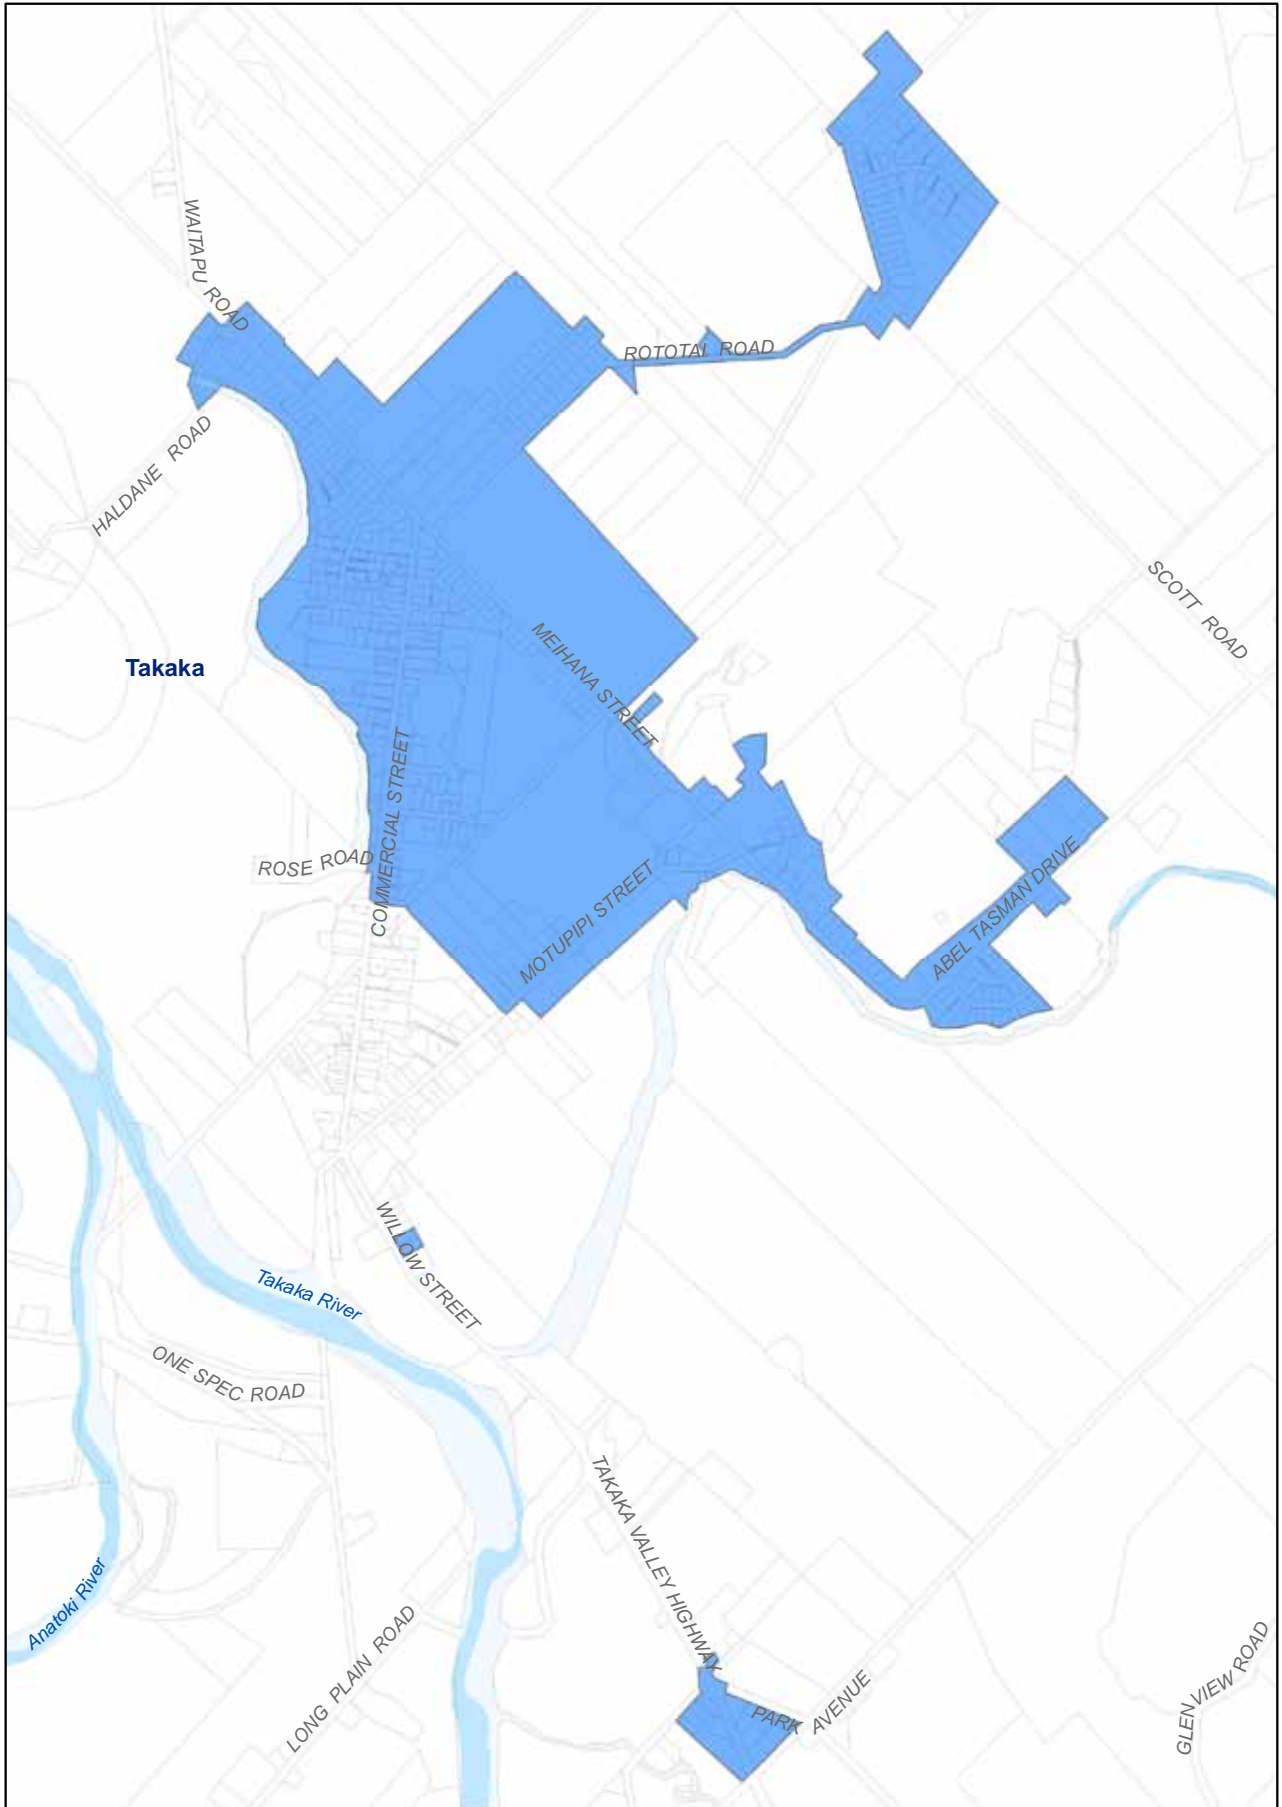 WAITAPU ROAD
ROTOTAI ROAD
HALDANE ROAD
SCOTT ROAD
MEIHANA STREET
Takaka
COMMERCIAL STREET
ROSE ROAD
MOTUPIPI STREET
ABEL TASMAN DRIVE
WILLOW STREET
Takaka River
ONE SPEC ROAD
TAKAKA VALLEY HIGHWAY
Anatoki River
LONG PLAIN ROAD
PARK AVENUE
GLENVIEW ROAD